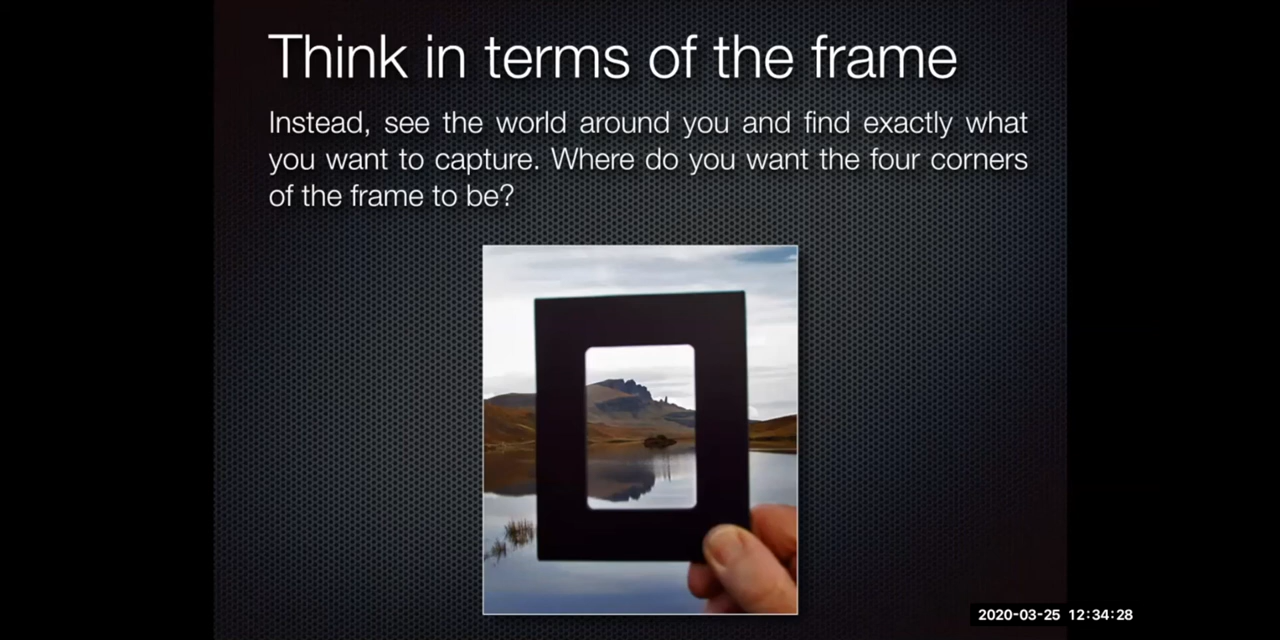 Think in terms of the frame
Instead, see the world around you and find exactly what
you want to capture. Where do you want the four corners
of the frame to be?
2020-03-25 12:34:28